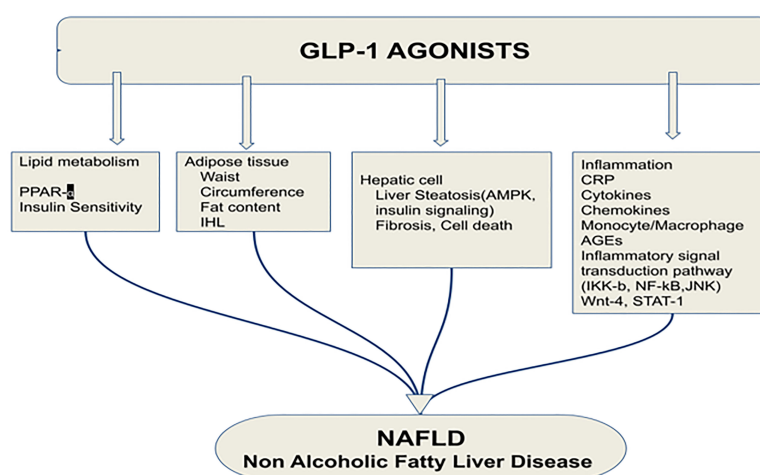 GLP-1 AGONISTS
Lipid metabolism
PPAR-α
Insulin Sensitivity
Adipose tissue
Waist
Circumference
Fat content
IHL
Hepatic cell
Liver Steatosis(AMPK,
insulin signaling)
Fibrosis, Cell death
Inflammation
CRP
Cytokines
Chemokines
Monocyte/Macrophage
AGEs
Inflammatory signal
transduction pathway
(IKK-b, NF-kB,JNK)
Wnt-4, STAT-1
NAFLD
Non Alcoholic Fatty Liver Disease